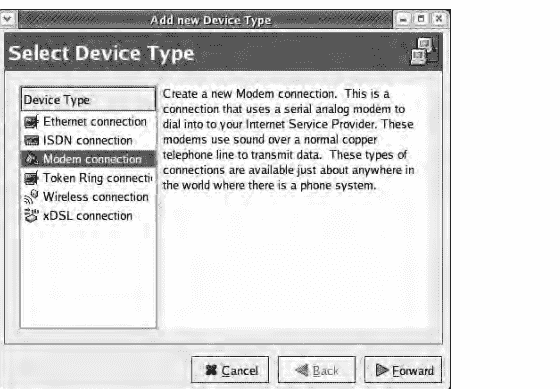 Add new Device Type
Select Device Type
Device Type
Ethernet connection
ISDN connection
Modem connection
Token Ring connecti
Wireless connection
xDSL connection
Create a new Modem connection. This is a
connection that uses a serial analog modem to
dial into to your Internet Service Provider. These
modems use sound over a normal copper
telephone line to transmit data. These types of
connections are available just about anywhere in
the world where there is a phone system.
Cancel
Back
Forward